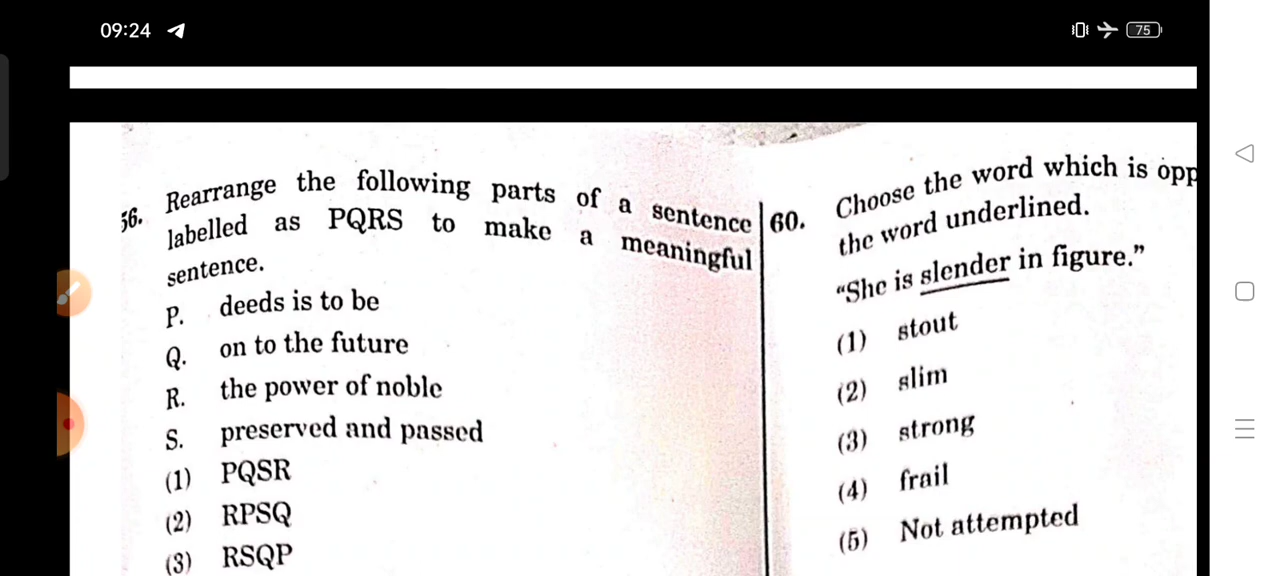 09:24
75
56. Rearrange the following parts of a sentence
labelled as PQRS to make a meaningful
sentence.
P. deeds is to be
Q. on to the future
R. the power of noble
S. preserved and passed
(1) PQSR
(2) RPSQ
(3) RSQP
60. Choose the word which is opp
the word underlined.
“She is slender in figure.”
(1) stout
(2) slim
(3) strong
(4) frail
(5) Not attempted